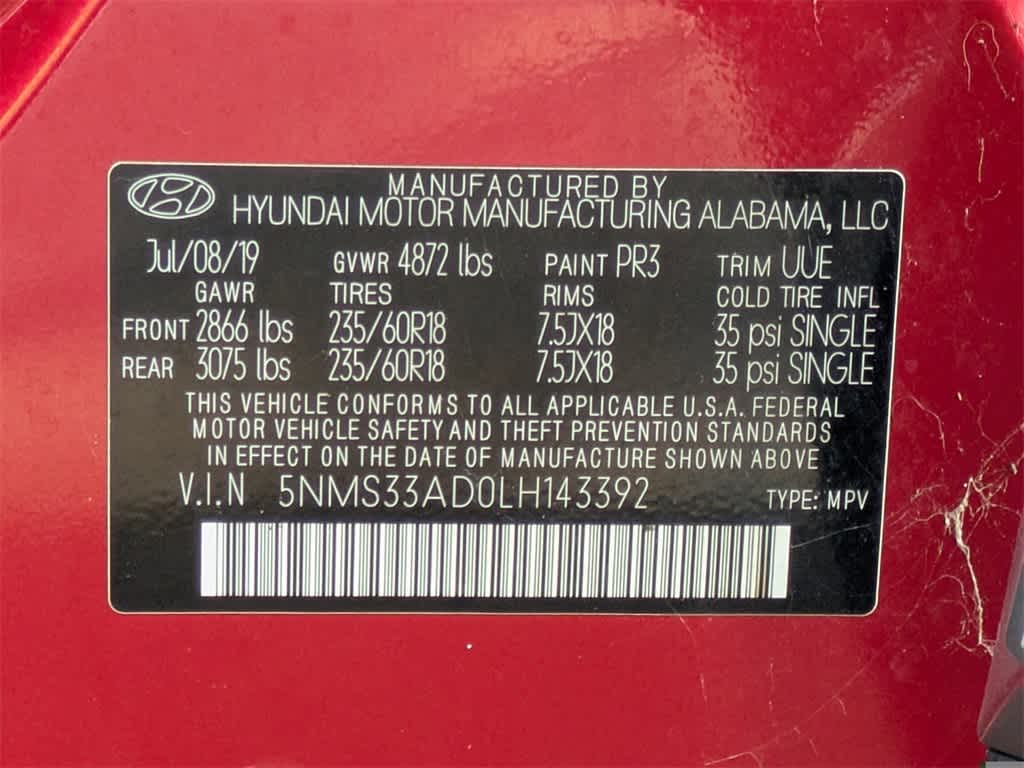 MANUFACTURED BY
HYUNDAI MOTOR MANUFACTURING ALABAMA, LLC
Jul/08/19 GVWR 4872 lbs PAINT PR3 TRIM UUE
GAWR TIRES RIMS COLD TIRE INFL
FRONT 2866 lbs 235/60R18 7.5JX18 35 psi SINGLE
REAR 3075 lbs 235/60R18 7.5JX18 35 psi SINGLE
THIS VEHICLE CONFORMS TO ALL APPLICABLE U.S.A. FEDERAL
MOTOR VEHICLE SAFETY AND THEFT PREVENTION STANDARDS
IN EFFECT ON THE DATE OF MANUFACTURE SHOWN ABOVE
V.I.N 5NMS33AD0LH143392 TYPE: MPV